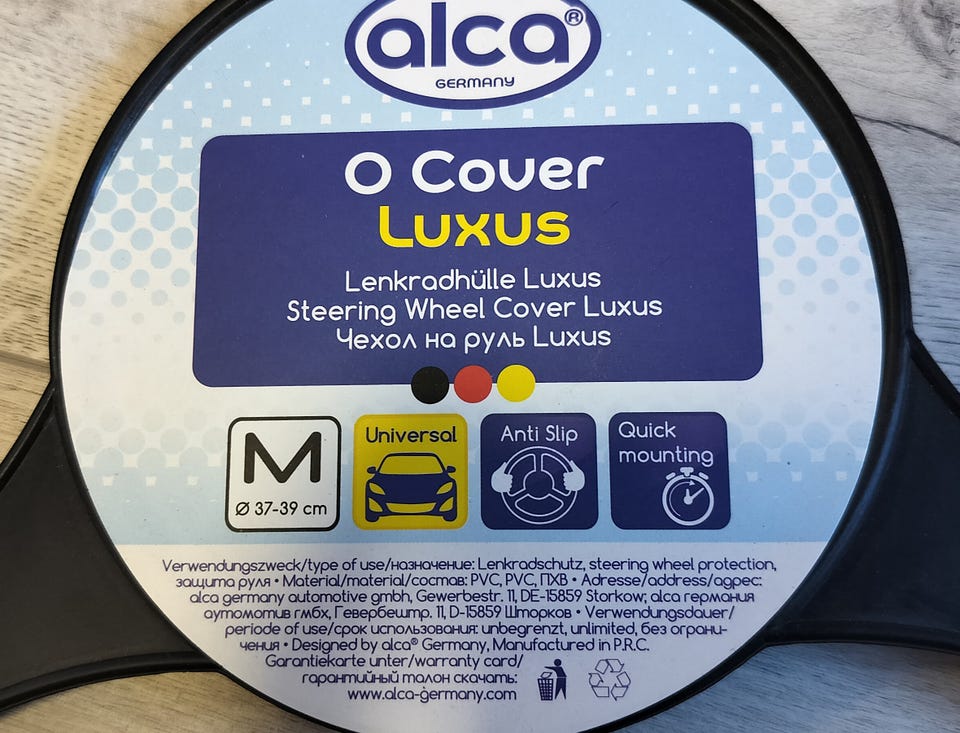 alca®
GERMANY
O Cover
Luxus
Lenkradhülle Luxus
Steering Wheel Cover Luxus
Чехол на руль Luxus
M
Ø 37-39 cm
Universal
Anti Slip
Quick
mounting
Verwendungszweck/type of use/назначение: Lenkradschutz, steering wheel protection,
защита руля • Material/material/состав: PVC, PVC, ПХВ • Adresse/address/адрес:
alca germany automotive gmbh, Gewerbestr. 11, DE-15859 Storkow; alca германия
аутомотив гмбх, Гевербештр. 11, D-15859 Шторков • Verwendungsdauer/
periode of use/срок использования: unbegrenzt, unlimited, без ограни-
чения • Designed by alca® Germany, Manufactured in P.R.C.
Garantiekarte unter/warranty card/
гарантийный талон скачать:
www.alca-germany.com